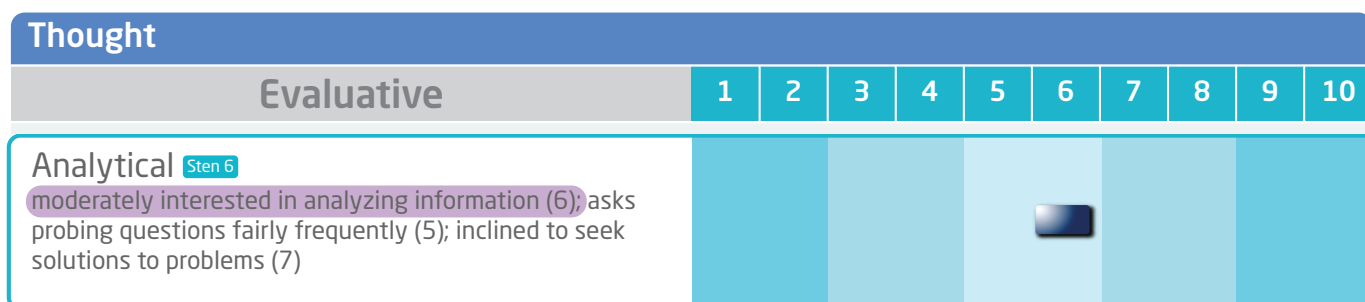 Thought
Evaluative 1 2 3 4 5 6 7 8 9 10
Analytical Sten 6
moderately interested in analyzing information (6); asks
probing questions fairly frequently (5); inclined to seek
solutions to problems (7)